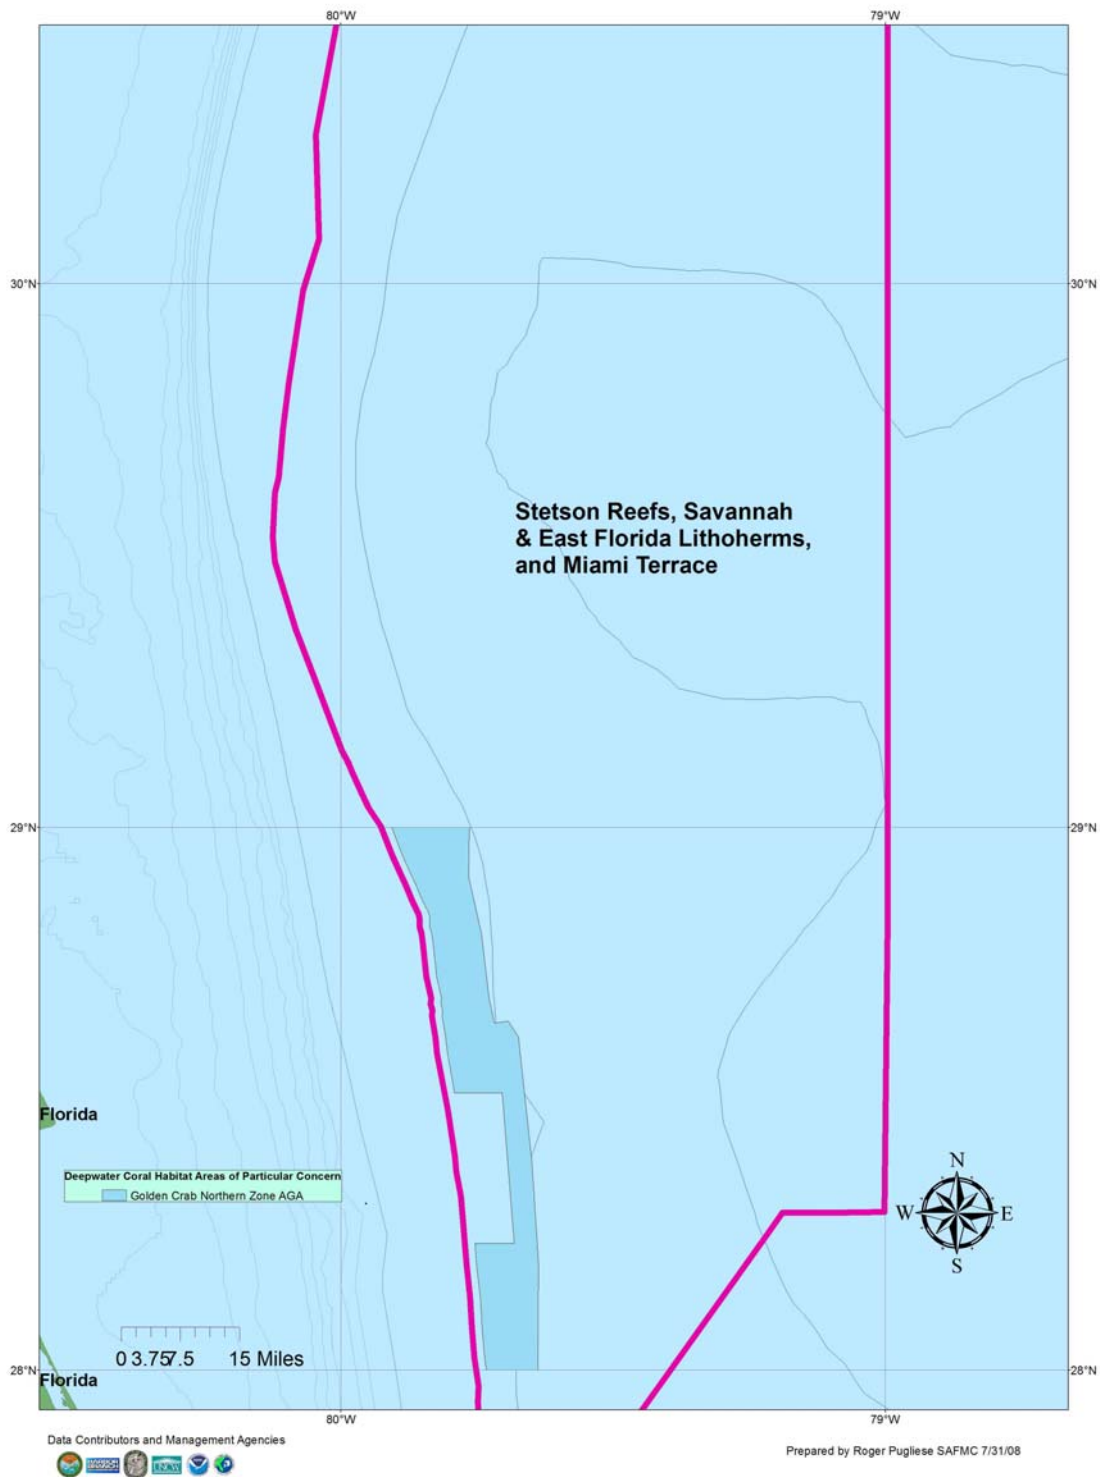 80°W 79°W
30°N 30°N
Stetson Reefs, Savannah
& East Florida Lithoherms,
and Miami Terrace
29°N 29°N
Florida
Deepwater Coral Habitat Areas of Particular Concern
Golden Crab Northern Zone AGA
N
W E
S
0 3.75 7.5 15 Miles
28°N 28°N
Florida
80°W 79°W
Data Contributors and Management Agencies
Prepared by Roger Pugliese SAFMC 7/31/08
UNCW